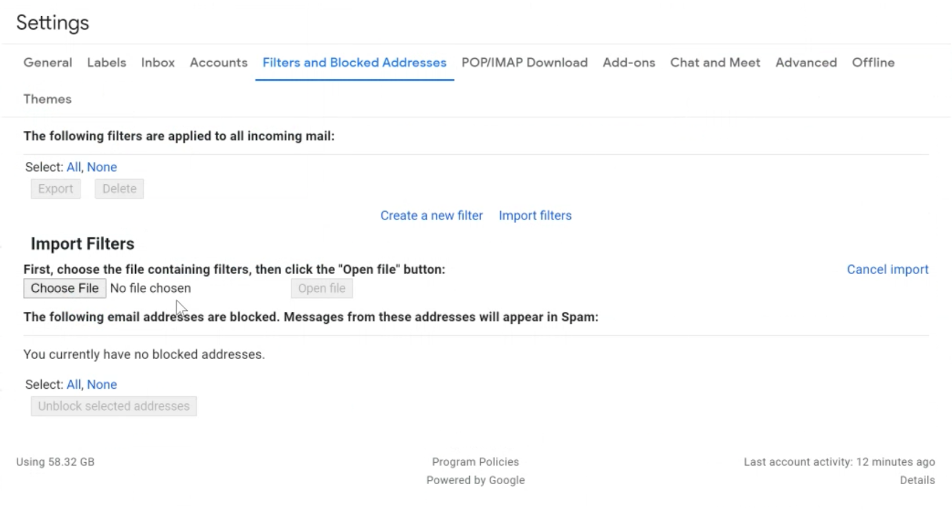 Settings
General Labels Inbox Accounts Filters and Blocked Addresses POP/IMAP Download Add-ons Chat and Meet Advanced Offline
Themes
The following filters are applied to all incoming mail:
Select: All, None
Export Delete
Create a new filter Import filters
Import Filters
First, choose the file containing filters, then click the "Open file" button: Cancel import
Choose File No file chosen Open file
The following email addresses are blocked. Messages from these addresses will appear in Spam:
You currently have no blocked addresses.
Select: All, None
Unblock selected addresses
Using 58.32 GB Program Policies Last account activity: 12 minutes ago
Powered by Google Details